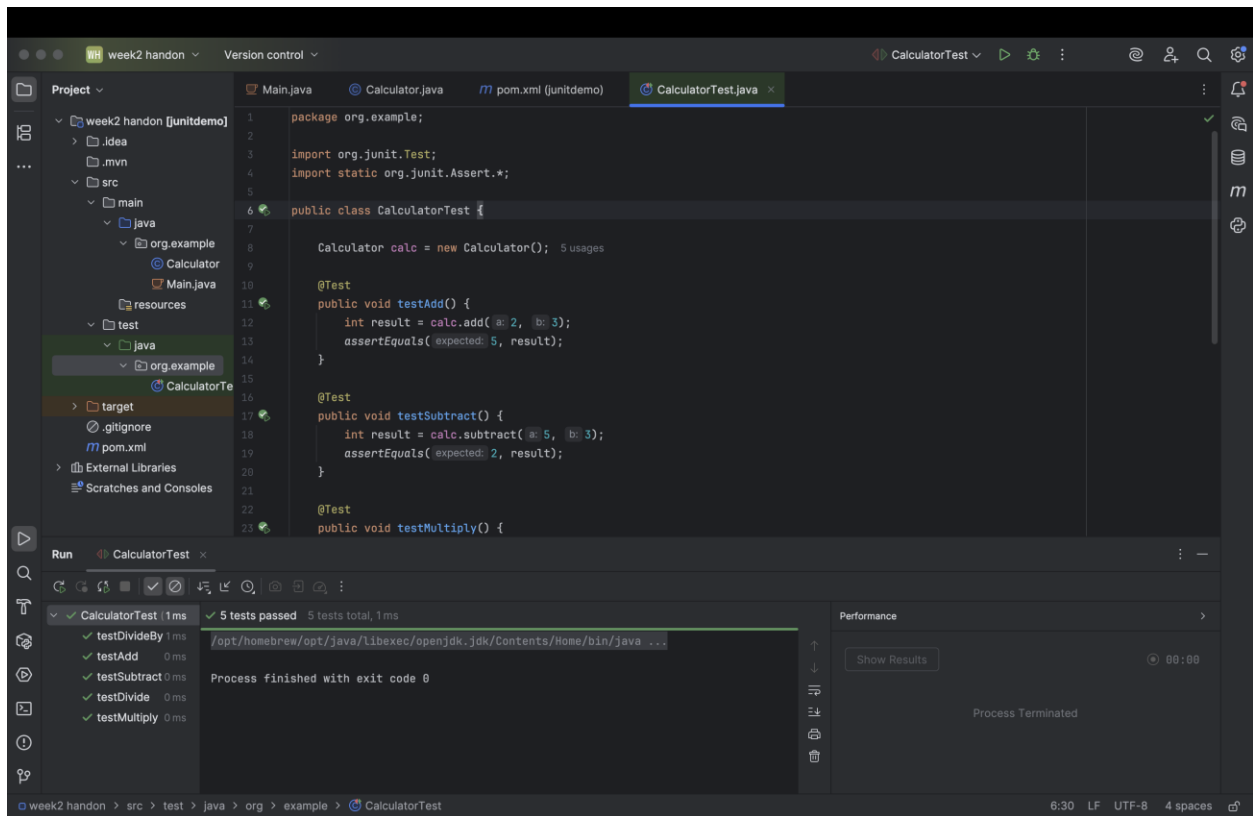 WH week2 handon Version control CalculatorTest
Project
Main.java Calculator.java m pom.xml (junitdemo) CalculatorTest.java
week2 handon [junitdemo]
.idea
.mvn
src
main
java
org.example
Calculator
Main.java
resources
test
java
org.example
CalculatorTe
target
.gitignore
m pom.xml
External Libraries
Scratches and Consoles
1 package org.example;
2
3 import org.junit.Test;
4 import static org.junit.Assert.*;
5
6 public class CalculatorTest {
7
8 Calculator calc = new Calculator(); 5 usages
9
10 @Test
11 public void testAdd() {
12 int result = calc.add( a: 2, b: 3);
13 assertEquals( expected: 5, result);
14 }
15
16 @Test
17 public void testSubtract() {
18 int result = calc.subtract( a: 5, b: 3);
19 assertEquals( expected: 2, result);
20 }
21
22 @Test
23 public void testMultiply() {
m
Run CalculatorTest
CalculatorTest (1 ms
testDivideBy 1 ms
testAdd 0 ms
testSubtract 0 ms
testDivide 0 ms
testMultiply 0 ms
5 tests passed 5 tests total, 1 ms
/opt/homebrew/opt/java/libexec/openjdk.jdk/Contents/Home/bin/java ...
Process finished with exit code 0
Performance
Show Results 00:00
Process Terminated
week2 handon > src > test > java > org > example > CalculatorTest 6:30 LF UTF-8 4 spaces